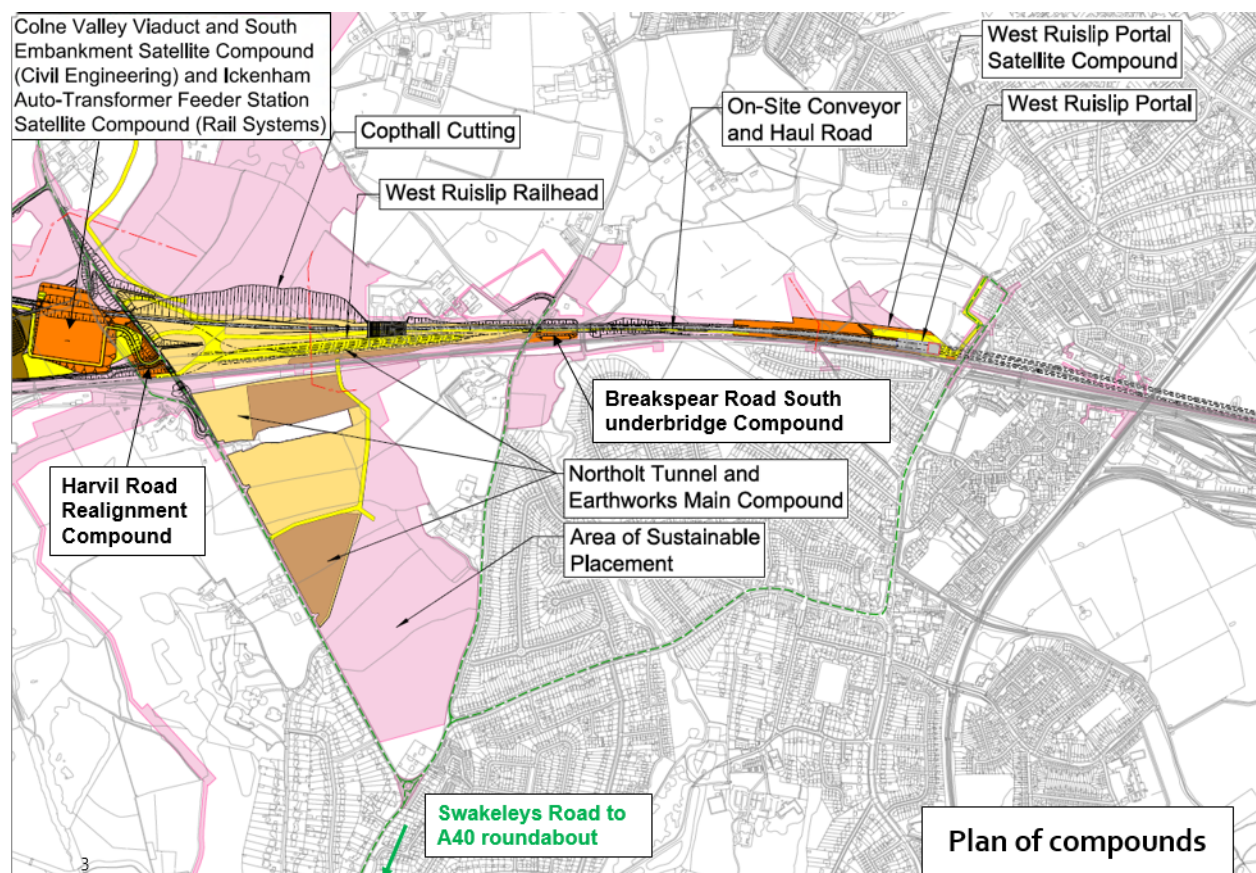 Colne Valley Viaduct and South
Embankment Satellite Compound
(Civil Engineering) and Ickenham
Auto-Transformer Feeder Station
Satellite Compound (Rail Systems)
Copthall Cutting
West Ruislip Railhead
On-Site Conveyor
and Haul Road
West Ruislip Portal
Satellite Compound
West Ruislip Portal
Breakspear Road South
underbridge Compound
Harvil Road
Realignment
Compound
Northolt Tunnel and
Earthworks Main Compound
Area of Sustainable
Placement
Swakeleys Road to
A40 roundabout
Plan of compounds
3